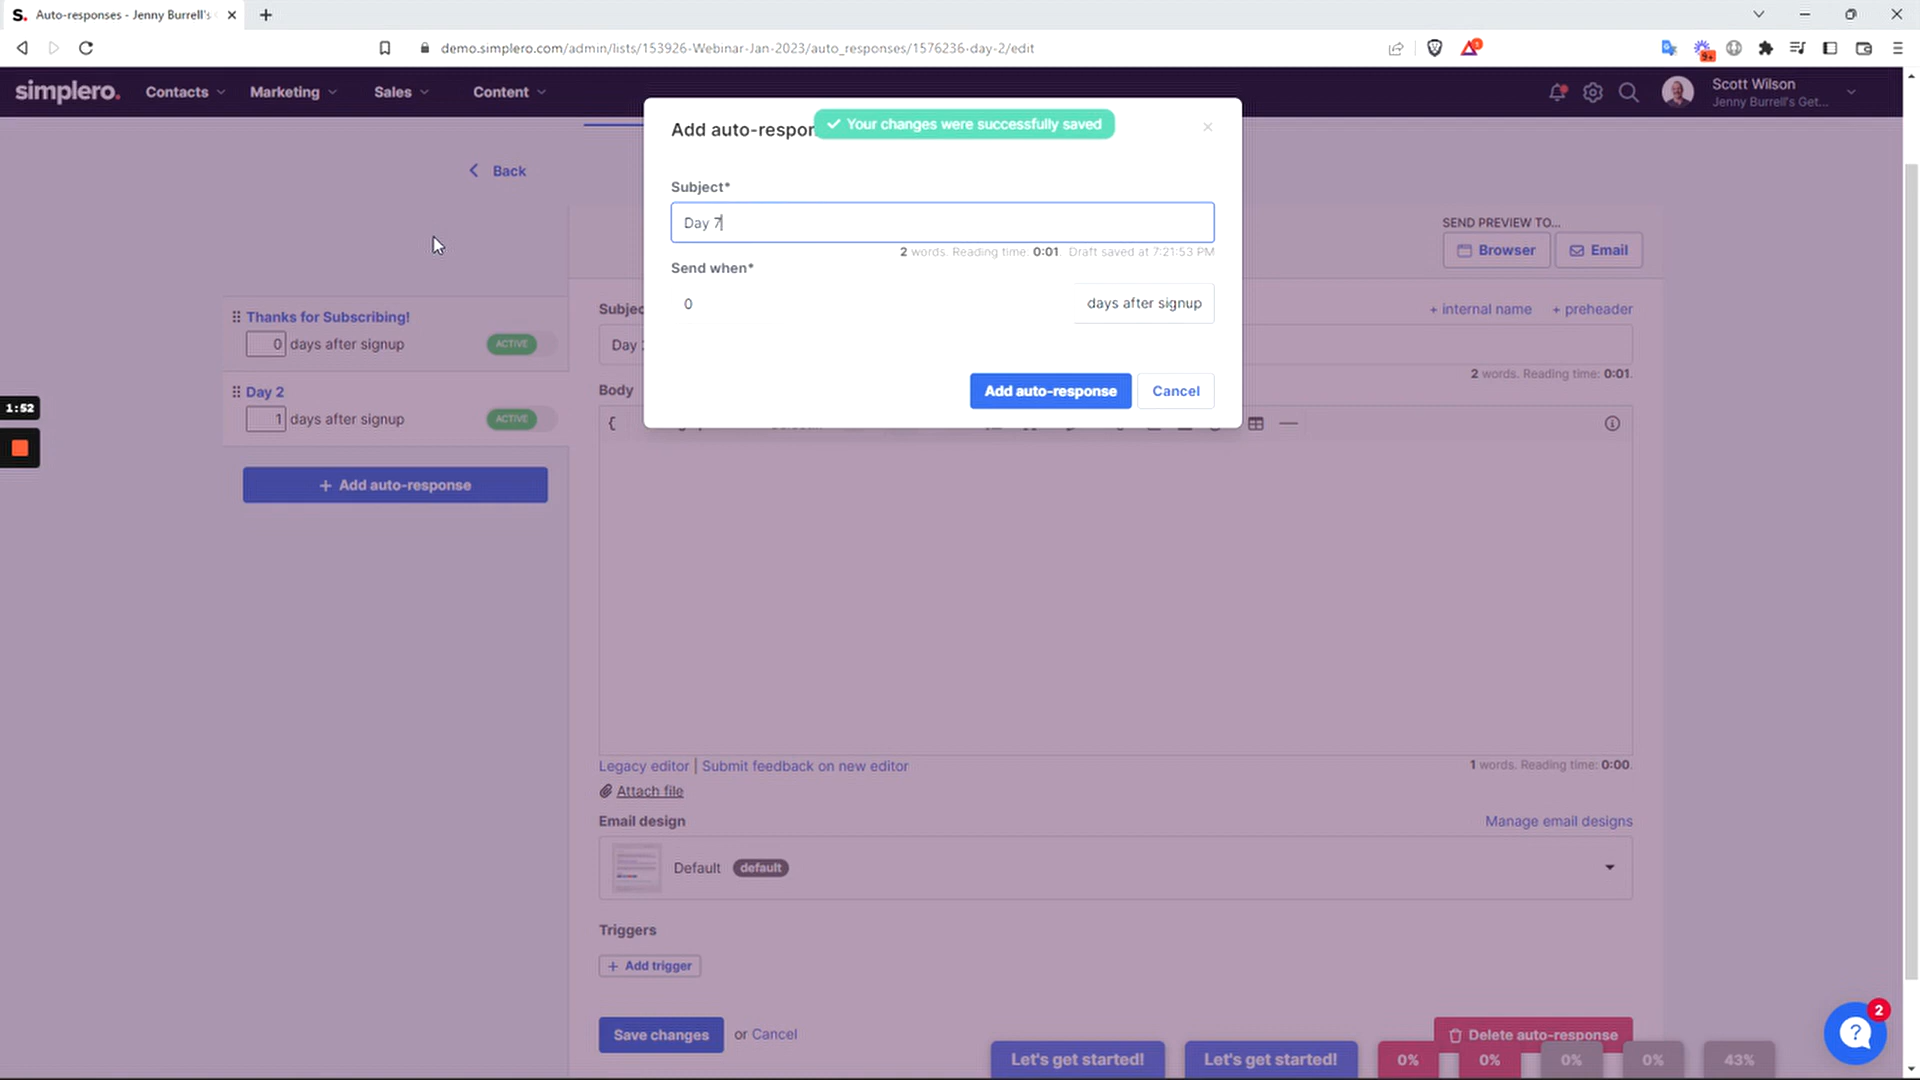 Auto-responses - Jenny Burrell's
demo.simplero.com/admin/lists/153926-Webinar-Jan-2023/auto_responses/1576236-day-2/edit
9+
simplero.
Contacts
Marketing
Sales
Content
Scott Wilson
Jenny Burrell's Get...
Add auto-respon
Your changes were successfully saved
Back
Subject*
Day 7
2 words. Reading time: 0:01. Draft saved at 7:21:53 PM
Send when*
0
days after signup
Add auto-response
Cancel
SEND PREVIEW TO...
Browser
Email
Thanks for Subscribing!
0 days after signup
ACTIVE
Day 2
1 days after signup
ACTIVE
+ Add auto-response
1:52
Subjec
+ internal name
+ preheader
Day
2 words. Reading time: 0:01.
Body
{
Legacy editor | Submit feedback on new editor
1 words. Reading time: 0:00.
Attach file
Email design
Manage email designs
Default
default
Triggers
+ Add trigger
Save changes
or Cancel
Delete auto-response
Let's get started!
Let's get started!
0%
0%
0%
0%
43%
?
2